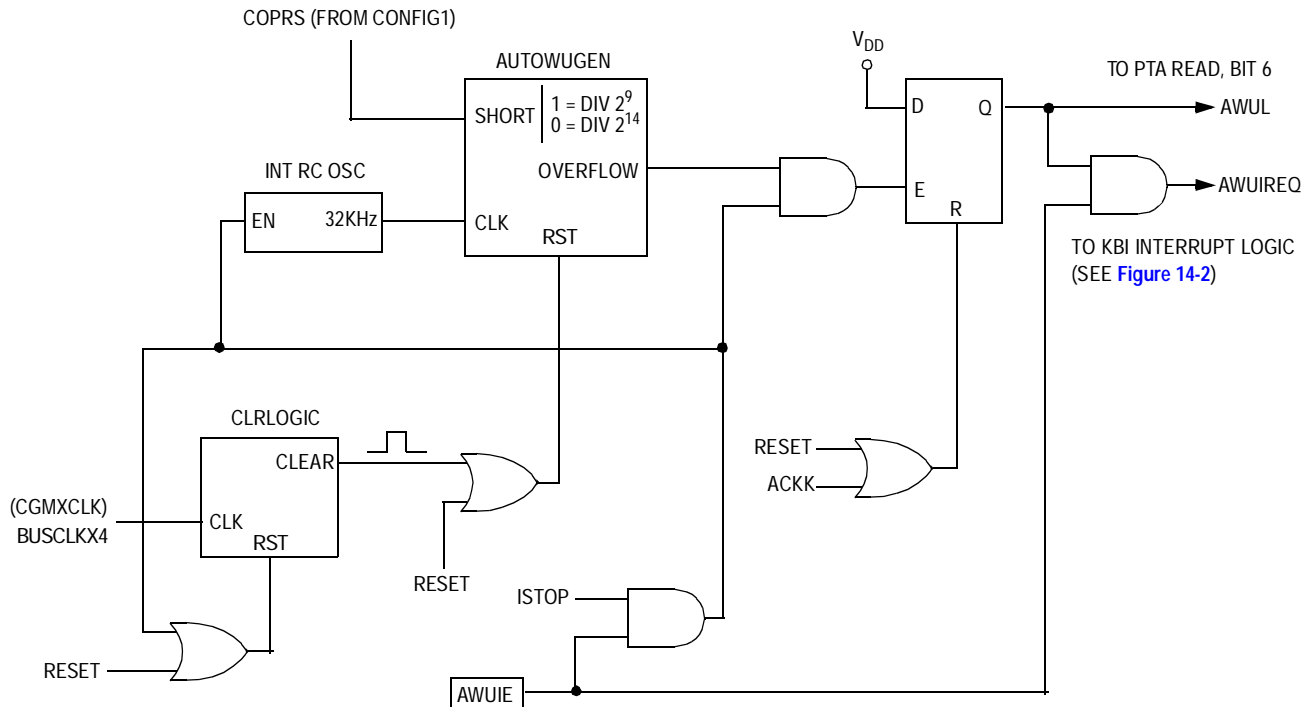 COPRS (FROM CONFIG1)
VDD
AUTOWUGEN
TO PTA READ, BIT 6
1 = DIV 2^9
SHORT
0 = DIV 2^14
D
Q
AWUL
OVERFLOW
INT RC OSC
AWUIREQ
EN
32KHz
CLK
E
RST
R
TO KBI INTERRUPT LOGIC
(SEE Figure 14-2)
CLRLOGIC
CLEAR
RESET
ACKK
(CGMXCLK)
BUSCLKX4
CLK
RST
RESET
ISTOP
RESET
AWUIE